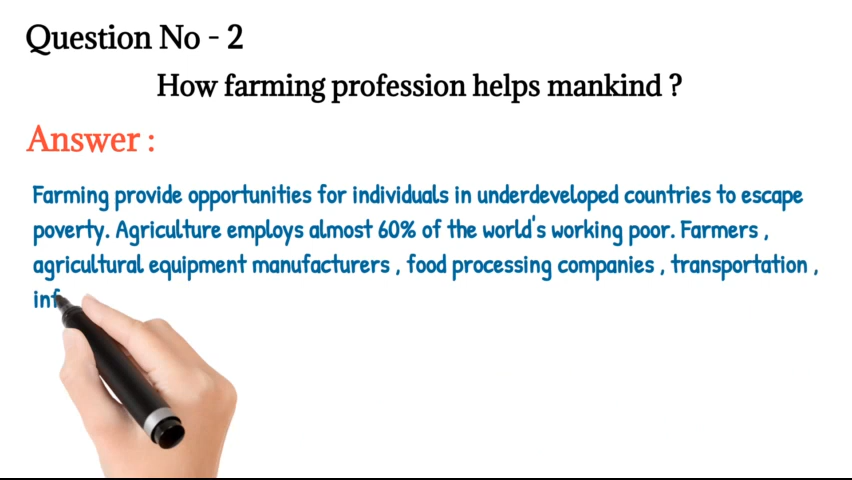 Question No - 2
How farming profession helps mankind ?
Answer :
Farming provide opportunities for individuals in underdeveloped countries to escape
poverty. Agriculture employs almost 60% of the world's working poor. Farmers ,
agricultural equipment manufacturers , food processing companies , transportation ,
inf